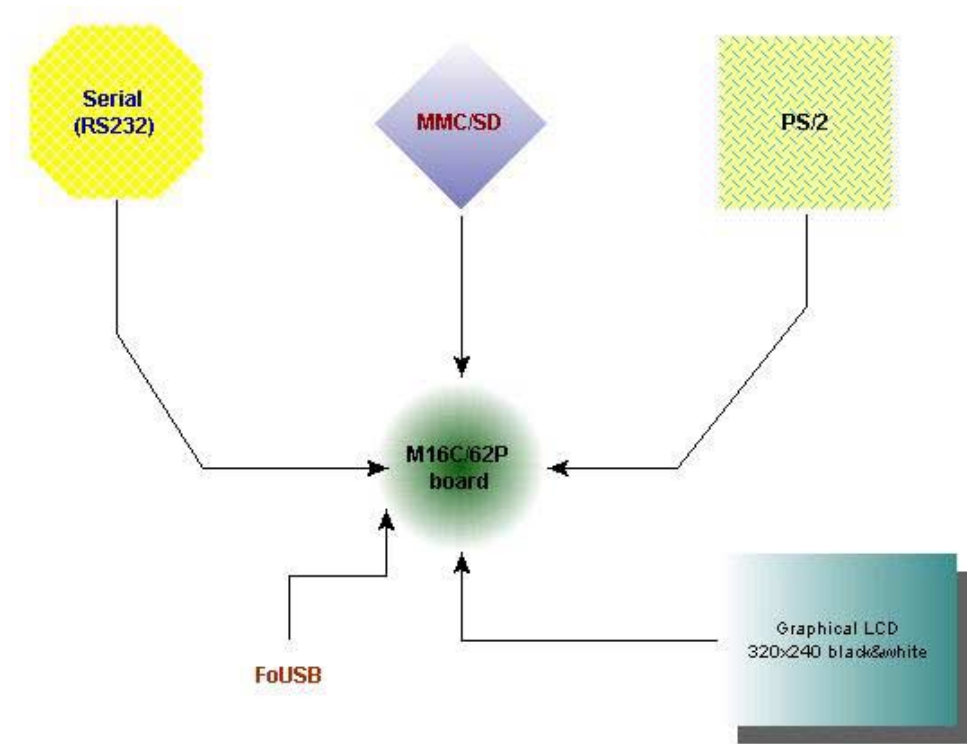 Serial
(RS232)
MMC/SD
PS/2
M16C/62P
board
FoUSB
Graphical LCD
320x240 black&white